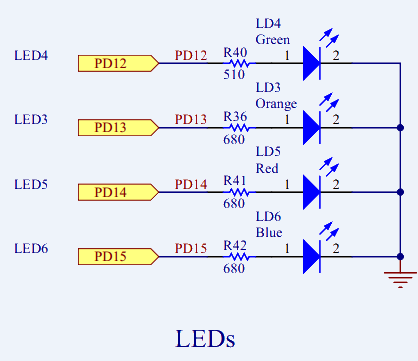 LD4
Green
LED4 PD12 PD12 R40 1 2
510
LD3
Orange
LED3 PD13 PD13 R36 1 2
680
LD5
Red
LED5 PD14 PD14 R41 1 2
680
LD6
Blue
LED6 PD15 PD15 R42 1 2
680
LEDs